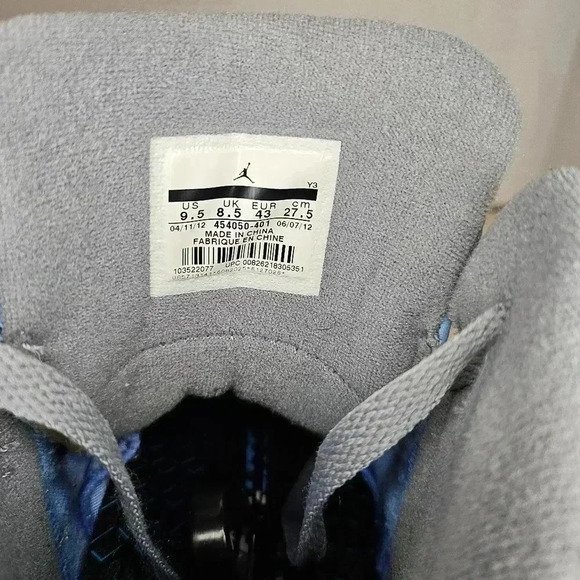 Y3
US UK EUR cm
9.5 8.5 43 27.5
04/11/12 454050-401 06/07/12
MADE IN CHINA
FABRIQUE EN CHINE
103522077 UPC 00826218305351